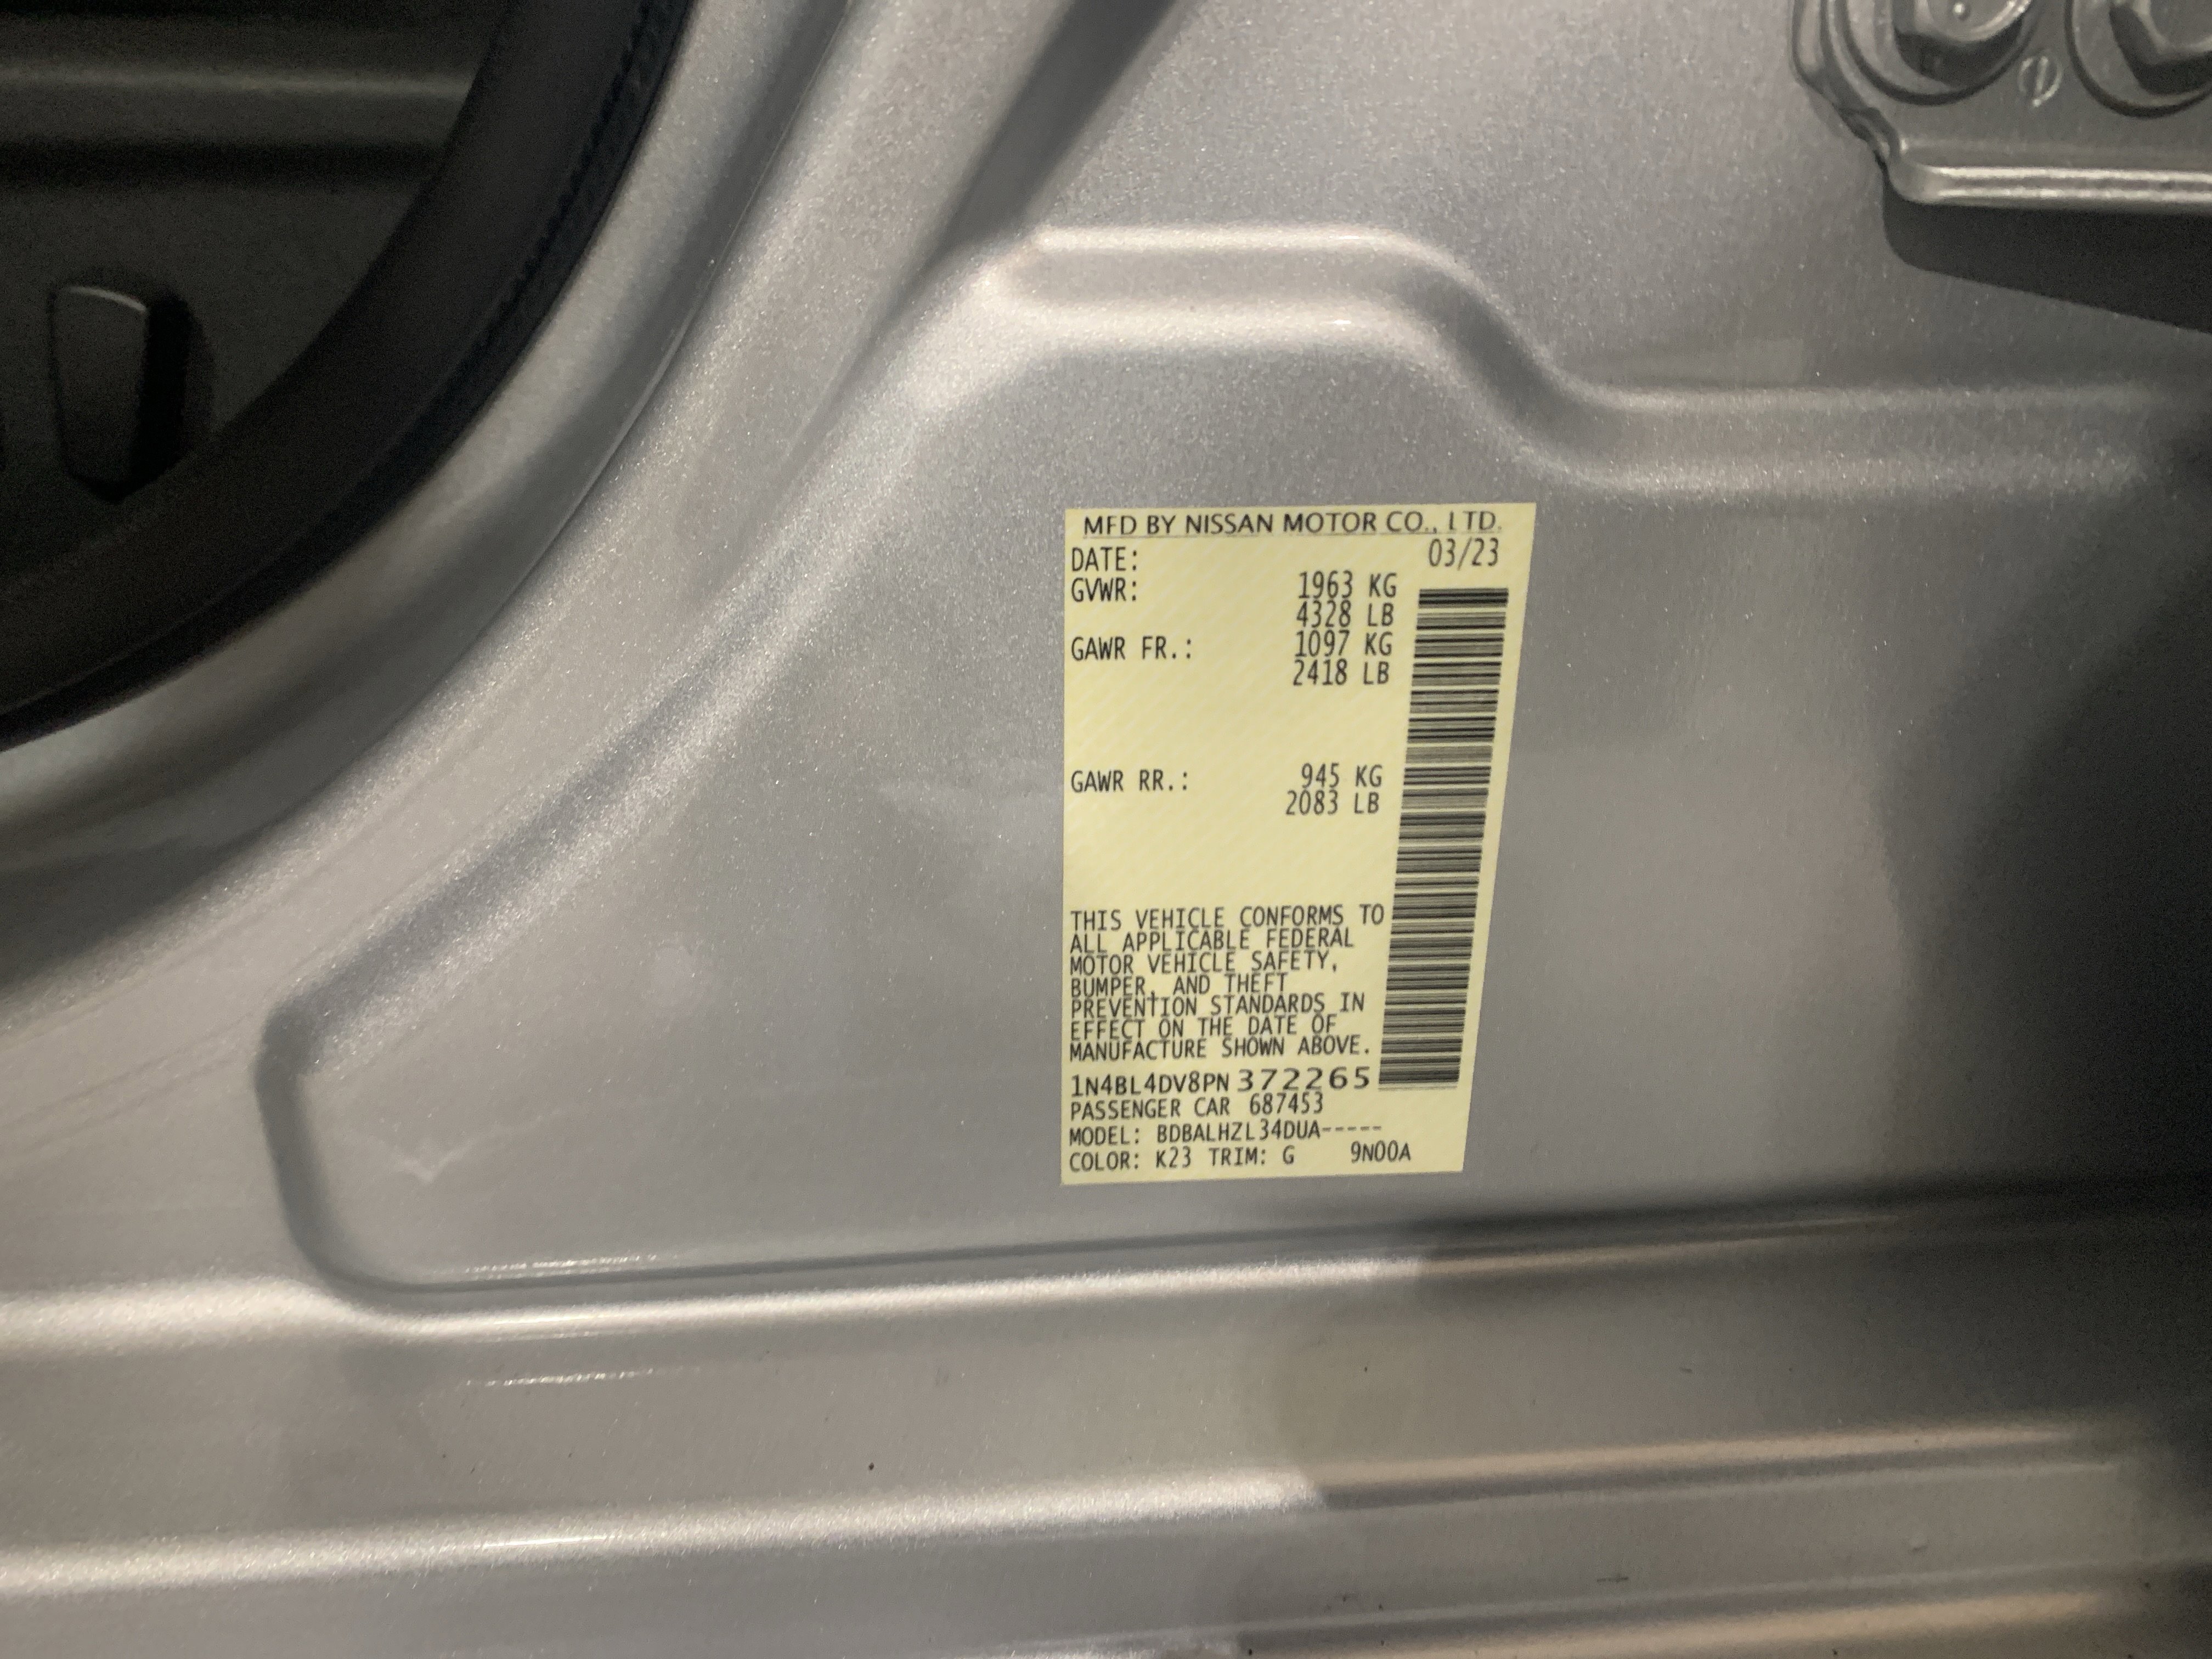 MFD BY NISSAN MOTOR CO., LTD.
DATE: 03/23
GVWR: 1963 KG
4328 LB
GAWR FR.: 1097 KG
2418 LB
GAWR RR.: 945 KG
2083 LB
THIS VEHICLE CONFORMS TO
ALL APPLICABLE FEDERAL
MOTOR VEHICLE SAFETY,
BUMPER, AND THEFT
PREVENTION STANDARDS IN
EFFECT ON THE DATE OF
MANUFACTURE SHOWN ABOVE.
1N4BL4DV8PN372265
PASSENGER CAR 687453
MODEL: BDBALHZL34DUA-----
COLOR: K23 TRIM: G 9N00A